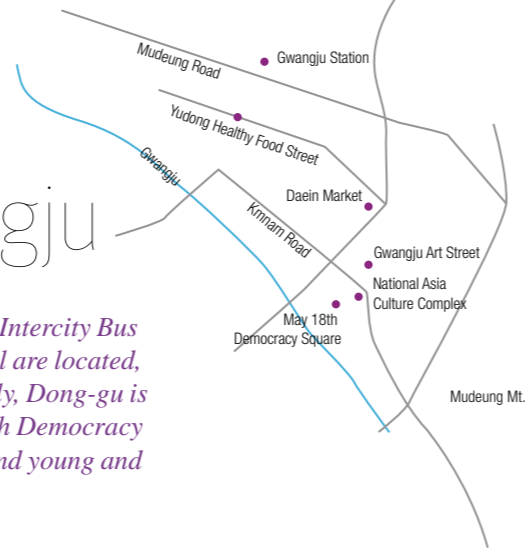 Mudeung Road
Gwangju Station
Yudong Healthy Food Street
Gwangju
gju
Daein Market
Kmnam Road
Gwangju Art Street
National Asia
Culture Complex
May 18th
Democracy Square
Mudeung Mt.
Intercity Bus
l are located,
ly, Dong-gu is
h Democracy
nd young and